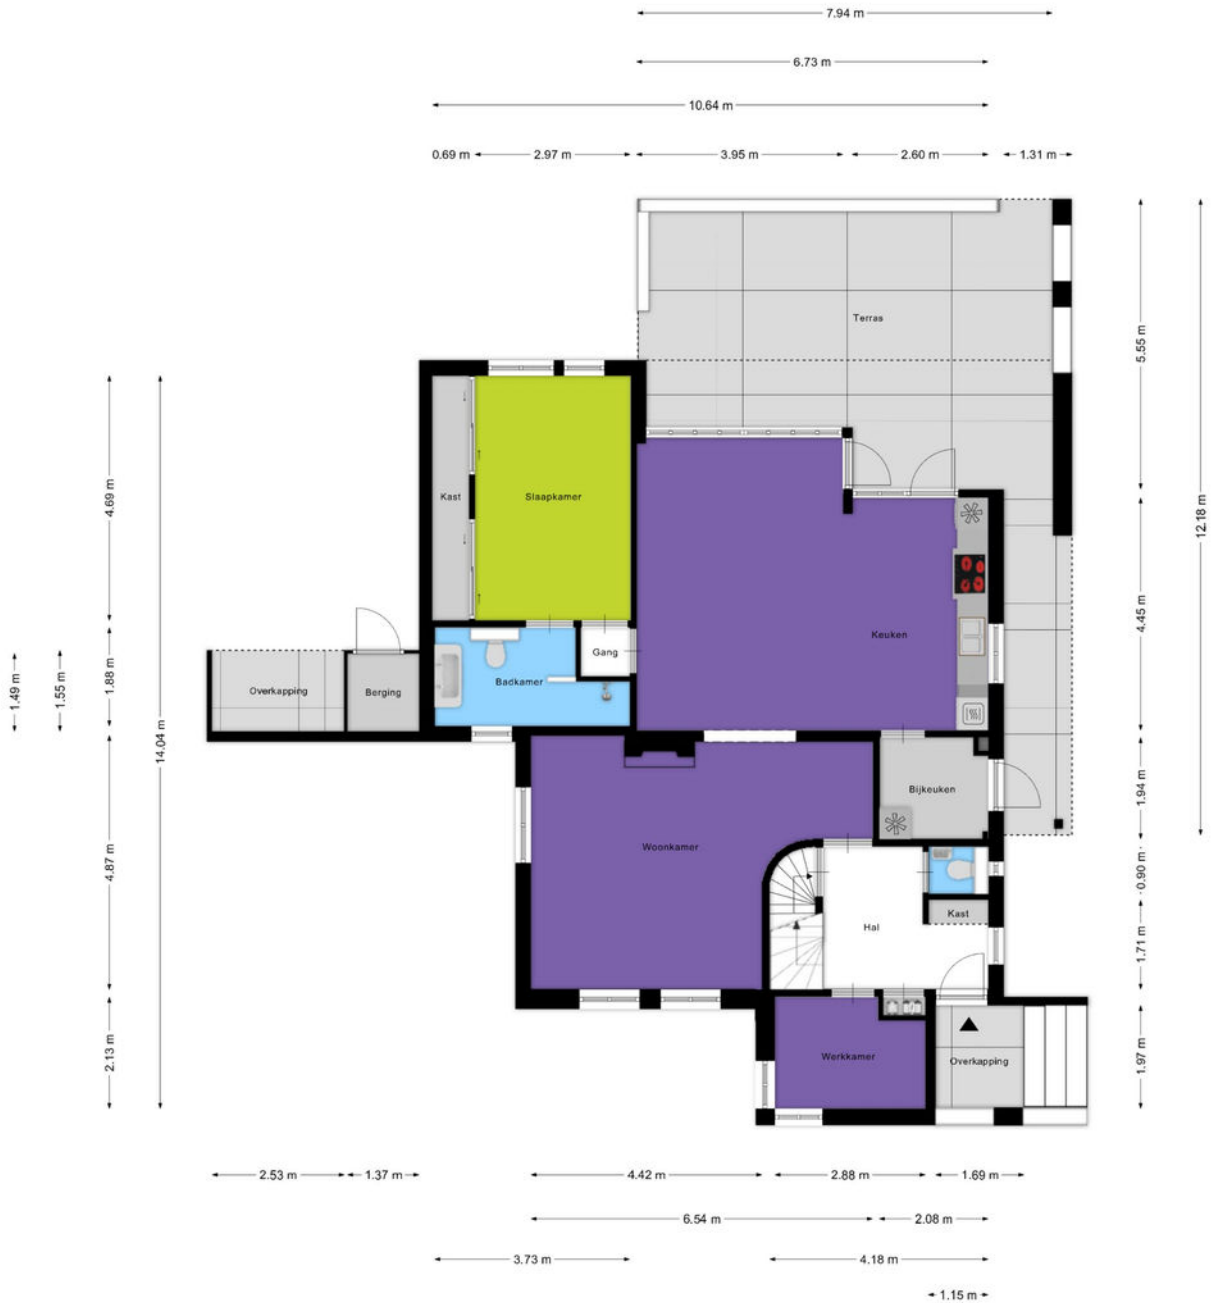 7.94 m
6.73 m
10.64 m
0.69 m
2.97 m
3.95 m
2.60 m
1.31 m
Terras
5.55 m
12.18 m
4.69 m
Kast
Slaapkamer
4.45 m
Keuken
Gang
1.88 m
1.55 m
1.49 m
Overkapping
Berging
Badkamer
14.04 m
1.94 m
Bijkeuken
4.87 m
Woonkamer
0.90 m
Kast
Hal
1.71 m
2.13 m
Werkkamer
Overkapping
1.97 m
2.53 m
1.37 m
4.42 m
2.88 m
1.69 m
6.54 m
2.08 m
3.73 m
4.18 m
1.15 m